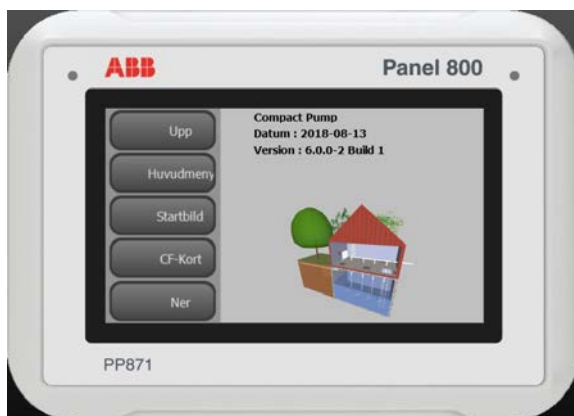 ABB
Panel 800
Upp
Huvudmeny
Startbild
CF-Kort
Ner
Compact Pump
Datum : 2018-08-13
Version : 6.0.0-2 Build 1
PP871